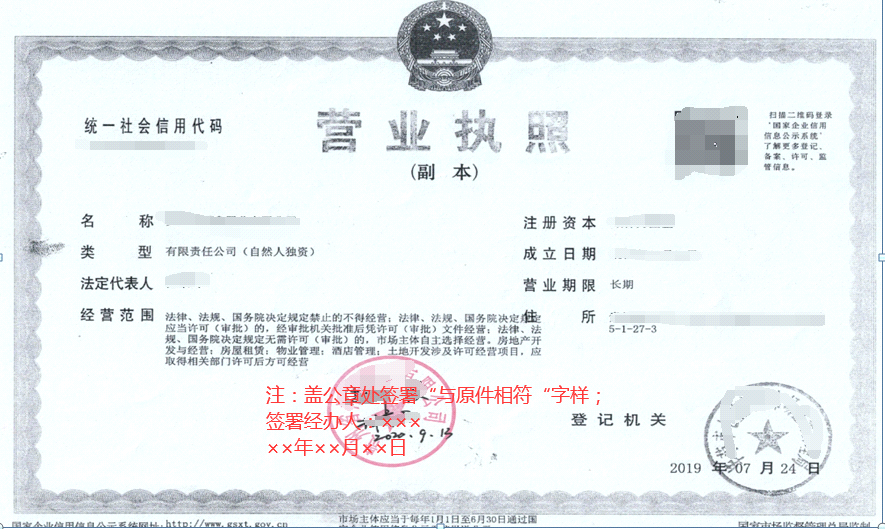 统一社会信用代码
营业执照
(副 本)
扫描二维码登录
'国家企业信用
信息公示系统'
了解更多登记、
备案、许可、监
管信息。
名 称
类 型 有限责任公司（自然人独资）
法定代表人
经营范围 法律、法规、国务院决定规定禁止的不得经营；法律、法规、国务院决定规定
应当许可（审批）的，经审批机关批准后凭许可（审批）文件经营；法律、法
规、国务院决定规定无需许可（审批）的，市场主体自主选择经营。房地产开
发与经营；房屋租赁；物业管理；酒店管理；土地开发涉及许可经营项目，应
取得相关部门许可后方可经营
注册资本
成立日期
营业期限 长期
住 所
5-1-27-3
注：盖公章处签署“与原件相符“字样；
签署经办人：×××
××年××月××日
2020.9.13
限公司
登记机关
2019 年 07 月 24 日
国家企业信用信息公示系统网址：http://www.gsxt.gov.cn
市场主体应当于每年1月1日至6月30日通过国
国家市场监督管理总局监制